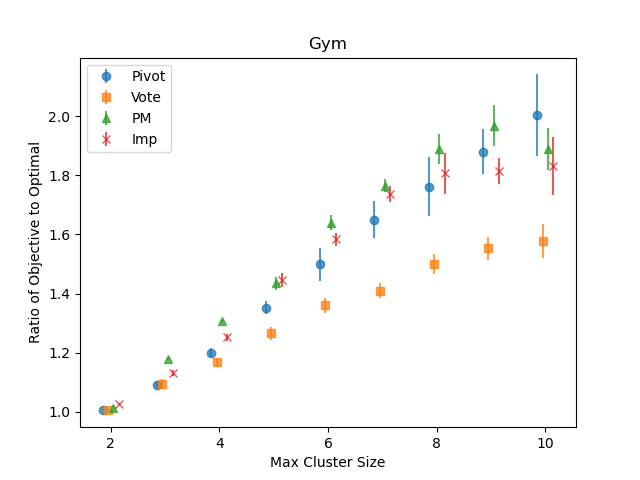 Gym
Pivot
Vote
PM
Imp
Ratio of Objective to Optimal
2.0
1.8
1.6
1.4
1.2
1.0
2 4 6 8 10
Max Cluster Size